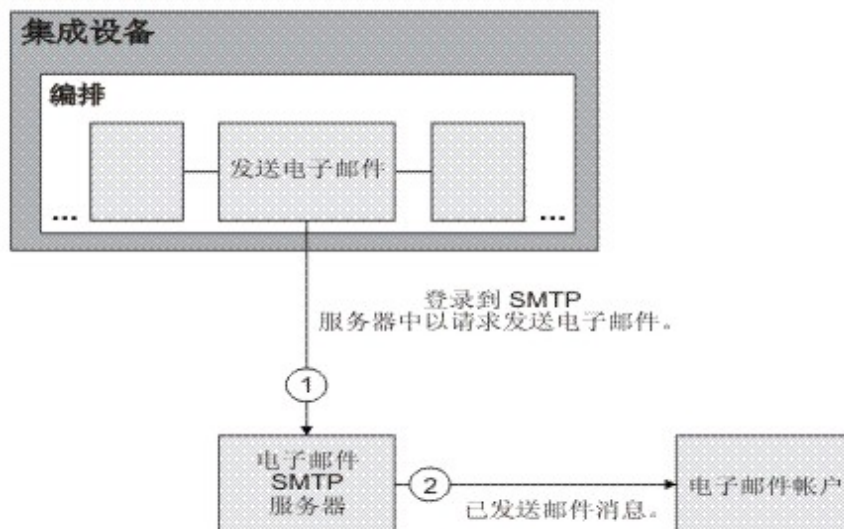 集成设备
编排
发送电子邮件
... ...
登录到 SMTP
服务器中以请求发送电子邮件。
1
电子邮件
SMTP
服务器
2
已发送邮件消息。
电子邮件帐户